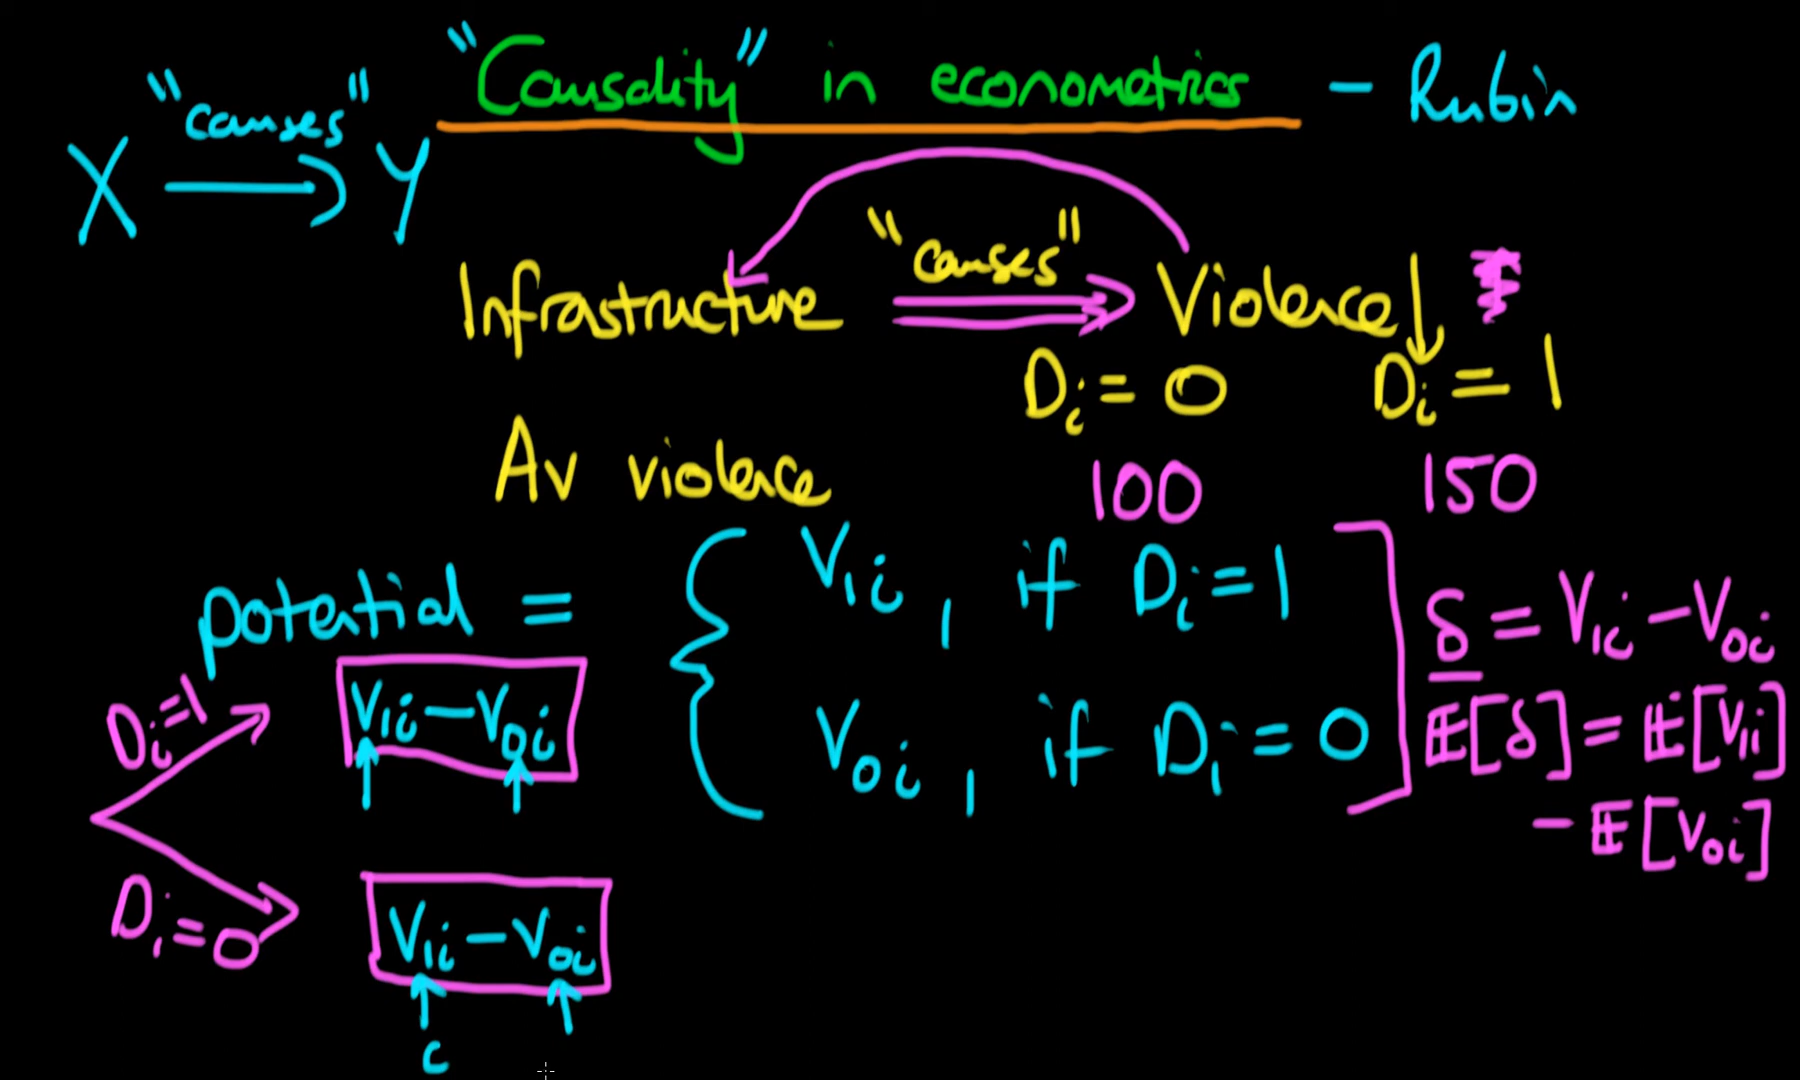 "Causality" in econometrics - Rubin
X "causes" → Y
Infrastructure "causes" ⇒ Violence ↓
Dᵢ = 0 Dᵢ = 1
Av violence 100 150
potential = { V₁ᵢ , if Dᵢ = 1
V₀ᵢ , if Dᵢ = 0
δ = V₁ᵢ - V₀ᵢ
𝔼[δ] = 𝔼[V₁ᵢ]
- 𝔼[V₀ᵢ]
Dᵢ=1 V₁ᵢ - V₀ᵢ
Dᵢ=0 V₁ᵢ - V₀ᵢ
c